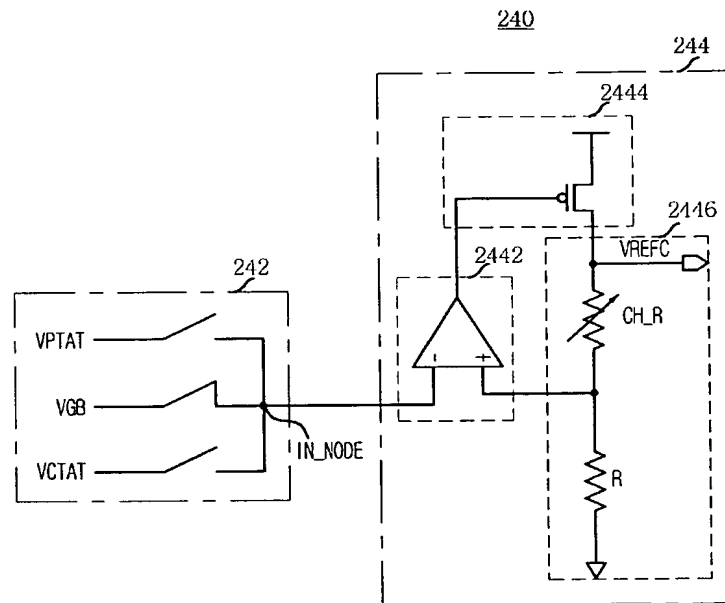 240
244
2444
2446
VREFC
242
2442
VPTAT
CH_R
- +
VGB
IN_NODE
VCTAT
R